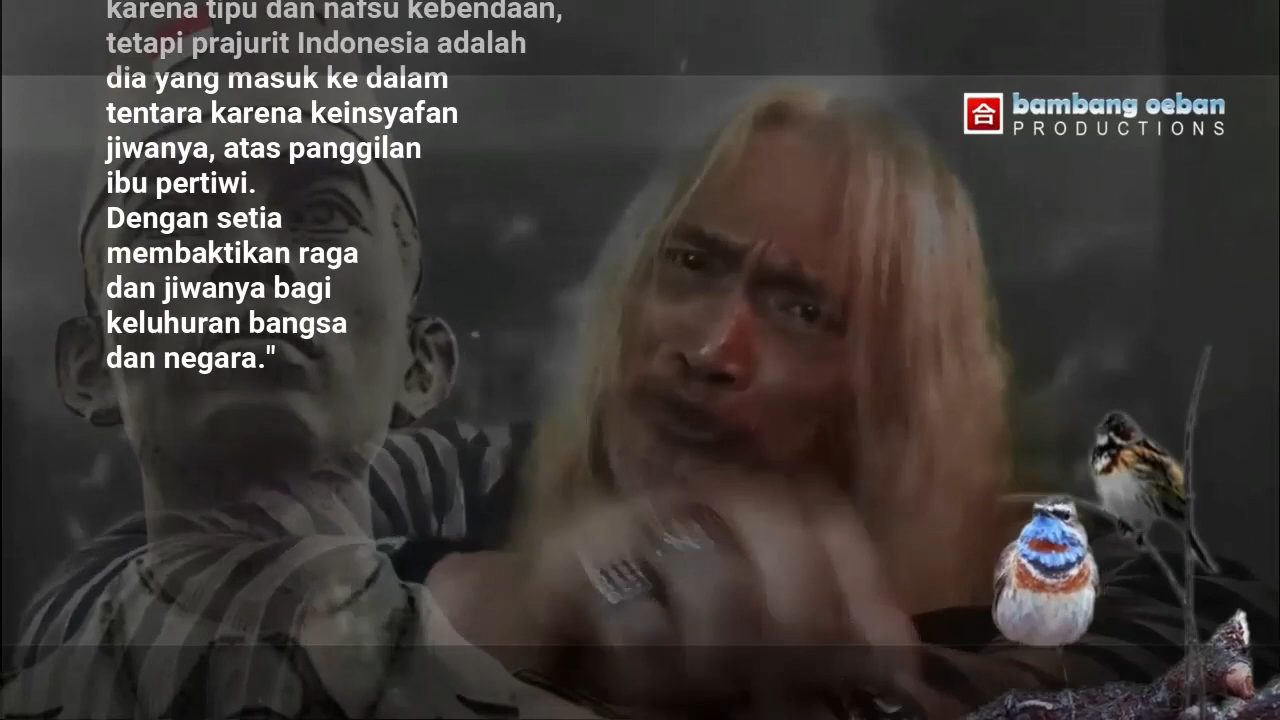 karena tipu dan nafsu kebendaan,
tetapi prajurit Indonesia adalah
dia yang masuk ke dalam
tentara karena keinsyafan
jiwanya, atas panggilan
ibu pertiwi.
Dengan setia
membaktikan raga
dan jiwanya bagi
keluhuran bangsa
dan negara."
合 bambang oeban
PRODUCTIONS